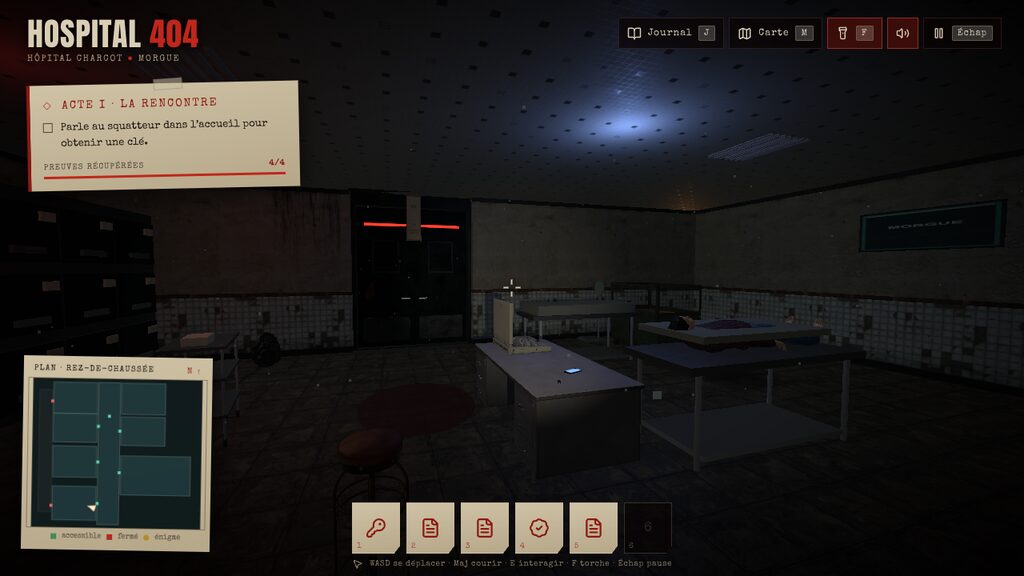 HOSPITAL 404
HÔPITAL CHARCOT • MORGUE
Journal J
Carte M
F
Échap
ACTE I · LA RENCONTRE
Parle au squatteur dans l'accueil pour
obtenir une clé.
PREUVES RÉCUPÉRÉES 4/4
MORGUE
PLAN · REZ-DE-CHAUSSÉE N ↑
accessible fermé énigme
1 2 3 4 5 6
WASD se déplacer · Maj courir · E interagir · F torche · Échap pause